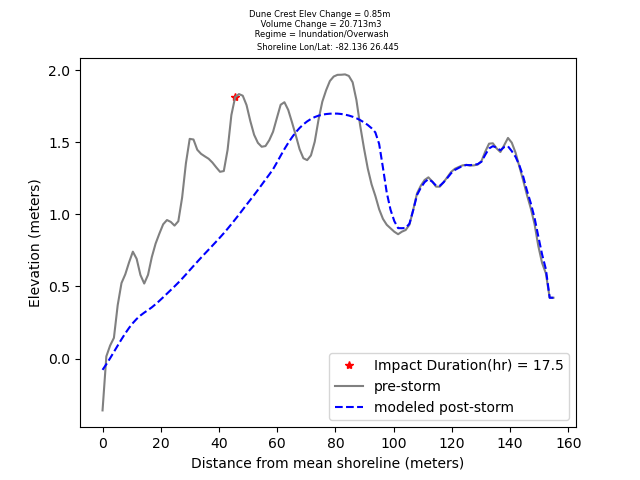 Dune Crest Elev Change = 0.85m
Volume Change = 20.713m3
Regime = Inundation/Overwash
Shoreline Lon/Lat: -82.136 26.445
2.0
1.5
1.0
0.5
0.0
Elevation (meters)
Impact Duration(hr) = 17.5
pre-storm
modeled post-storm
0 20 40 60 80 100 120 140 160
Distance from mean shoreline (meters)